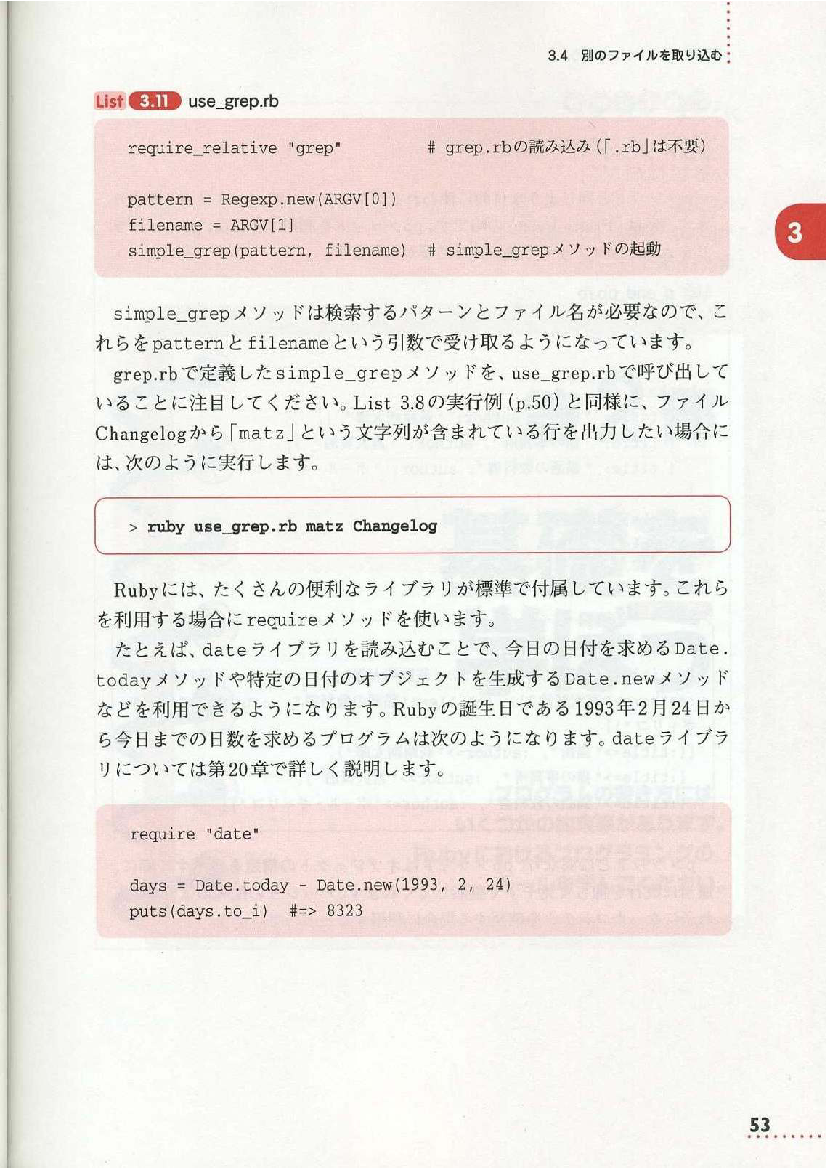 3.4 別のファイルを取り込む
List 3.11 use_grep.rb
require_relative "grep" # grep.rbの読み込み(「.rb」は不要)
pattern = Regexp.new(ARGV[0])
filename = ARGV[1]
simple_grep(pattern, filename) # simple_grepメソッドの起動
3
simple_grepメソッドは検索するパターンとファイル名が必要なので、こ
れらをpatternとfilenameという引数で受け取るようになっています。
grep.rbで定義したsimple_grepメソッドを、use_grep.rbで呼び出して
いることに注目してください。List 3.8の実行例(p.50)と同様に、ファイル
Changelogから「matz」という文字列が含まれている行を出力したい場合に
は、次のように実行します。
> ruby use_grep.rb matz Changelog
Rubyには、たくさんの便利なライブラリが標準で付属しています。これら
を利用する場合にrequireメソッドを使います。
たとえば、dateライブラリを読み込むことで、今日の日付を求めるDate.
todayメソッドや特定の日付のオブジェクトを生成するDate.newメソッド
などを利用できるようになります。Rubyの誕生日である1993年2月24日か
ら今日までの日数を求めるプログラムは次のようになります。dateライブラ
リについては第20章で詳しく説明します。
require "date"
days = Date.today - Date.new(1993, 2, 24)
puts(days.to_i) #=> 8323
53